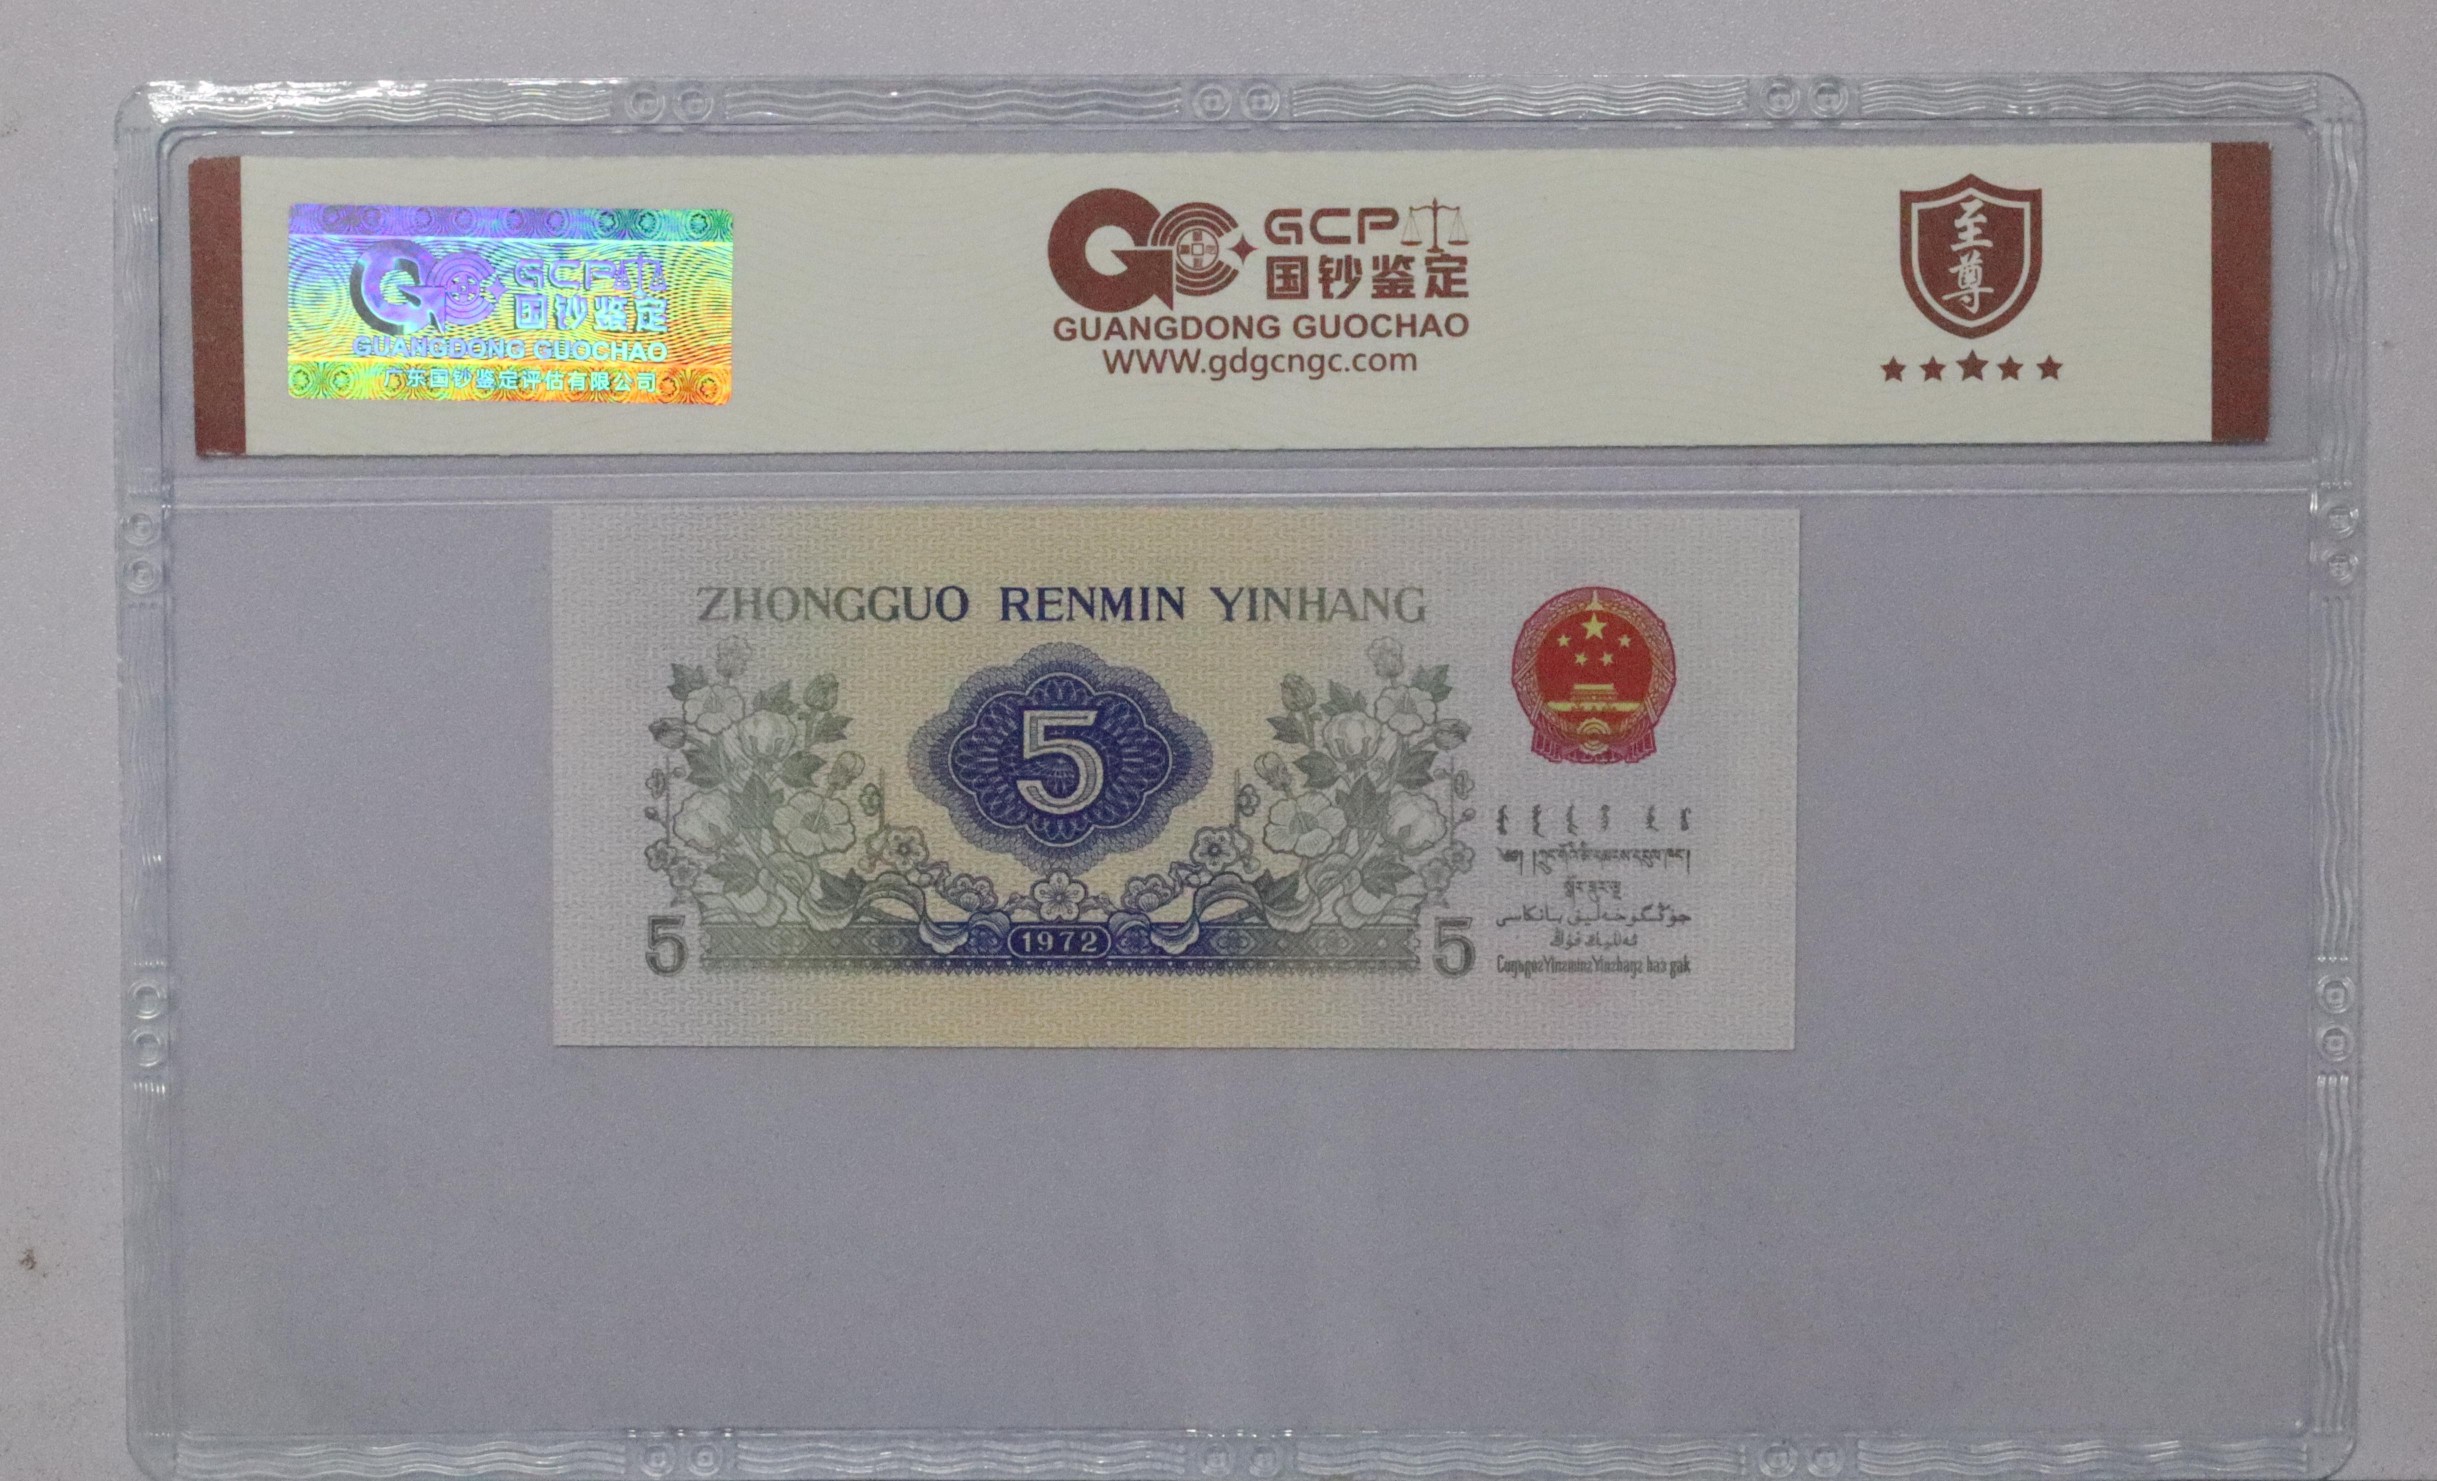 GCP
国钞鉴定
GUANGDONG GUOCHAO
广东国钞鉴定评估有限公司
GCP
国钞鉴定
GUANGDONG GUOCHAO
WWW.gdgcngc.com
至尊
ZHONGGUO RENMIN YINHANG
5
1972
5
5
جۇڭگوخەلىق بانكاسى